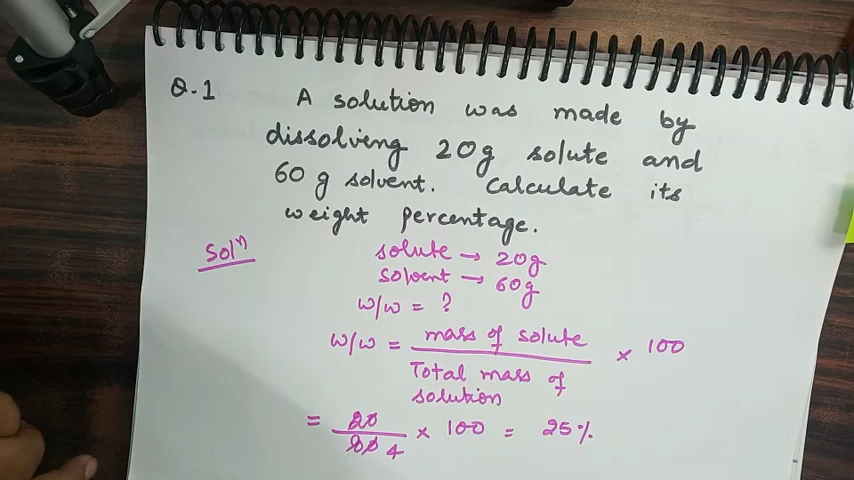 Q.1 A solution was made by
dissolving 20g solute and
60 g solvent. Calculate its
weight percentage.
Solⁿ solute → 20g
solvent → 60g
w/w = ?
w/w = mass of solute / Total mass of solution × 100
= 20 / 80 4 × 100 = 25%